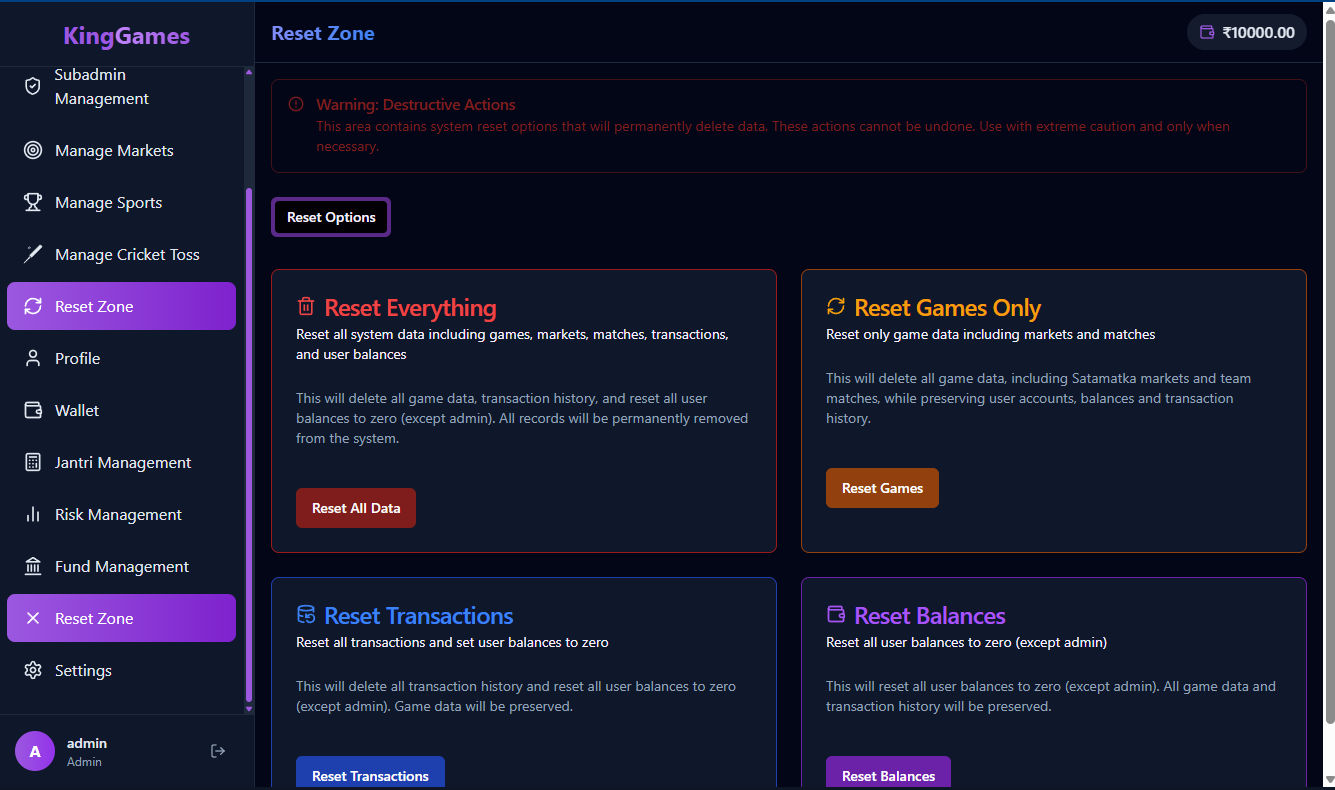 KingGames
Subadmin
Management
Manage Markets
Manage Sports
Manage Cricket Toss
Reset Zone
Profile
Wallet
Jantri Management
Risk Management
Fund Management
Reset Zone
Settings
A
admin
Admin
Reset Zone
₹10000.00
Warning: Destructive Actions
This area contains system reset options that will permanently delete data. These actions cannot be undone. Use with extreme caution and only when
necessary.
Reset Options
Reset Everything
Reset all system data including games, markets, matches, transactions,
and user balances
This will delete all game data, transaction history, and reset all user
balances to zero (except admin). All records will be permanently removed
from the system.
Reset All Data
Reset Games Only
Reset only game data including markets and matches
This will delete all game data, including Satamatka markets and team
matches, while preserving user accounts, balances and transaction
history.
Reset Games
Reset Transactions
Reset all transactions and set user balances to zero
This will delete all transaction history and reset all user balances to zero
(except admin). Game data will be preserved.
Reset Transactions
Reset Balances
Reset all user balances to zero (except admin)
This will reset all user balances to zero (except admin). All game data and
transaction history will be preserved.
Reset Balances